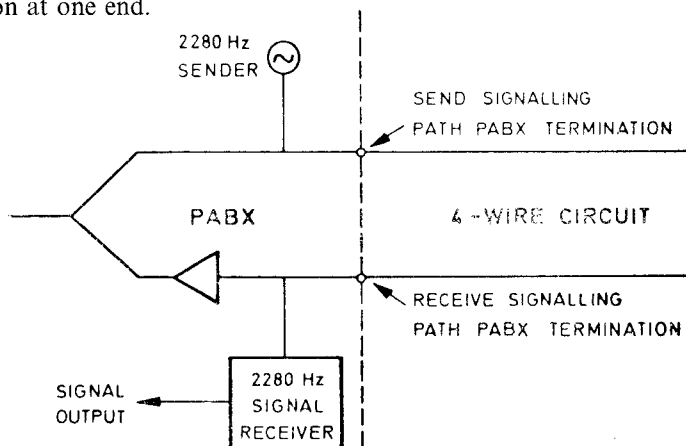 on at one end.
2280 Hz
SENDER
SEND SIGNALLING
PATH PABX TERMINATION
PABX
4-WIRE CIRCUIT
RECEIVE SIGNALLING
PATH PABX TERMINATION
SIGNAL
OUTPUT
2280 Hz
SIGNAL
RECEIVER